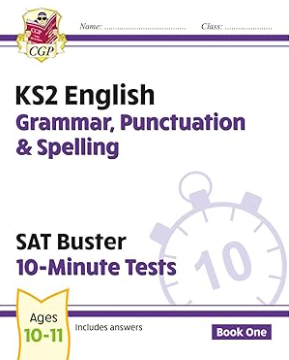 CGP
Name: ........................ Class: ................
KS2 English
Grammar, Punctuation
& Spelling
SAT Buster
10-Minute Tests
10
Ages
10-11
Includes answers
Book One